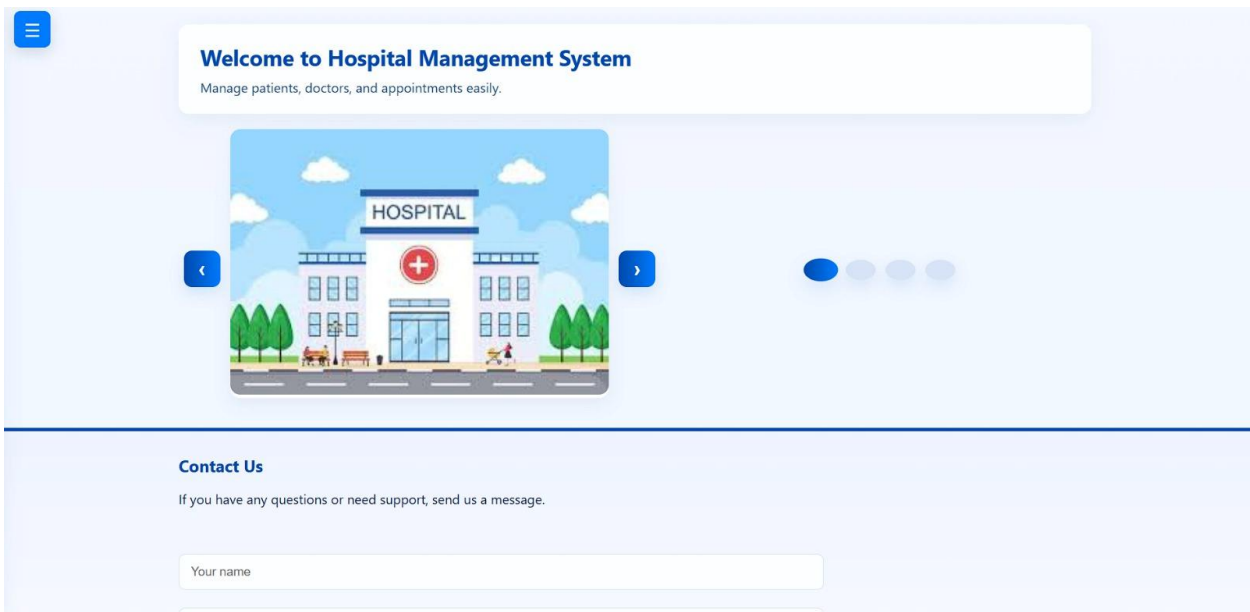 ☰
Welcome to Hospital Management System
Manage patients, doctors, and appointments easily.
HOSPITAL
‹
›
Contact Us
If you have any questions or need support, send us a message.
Your name